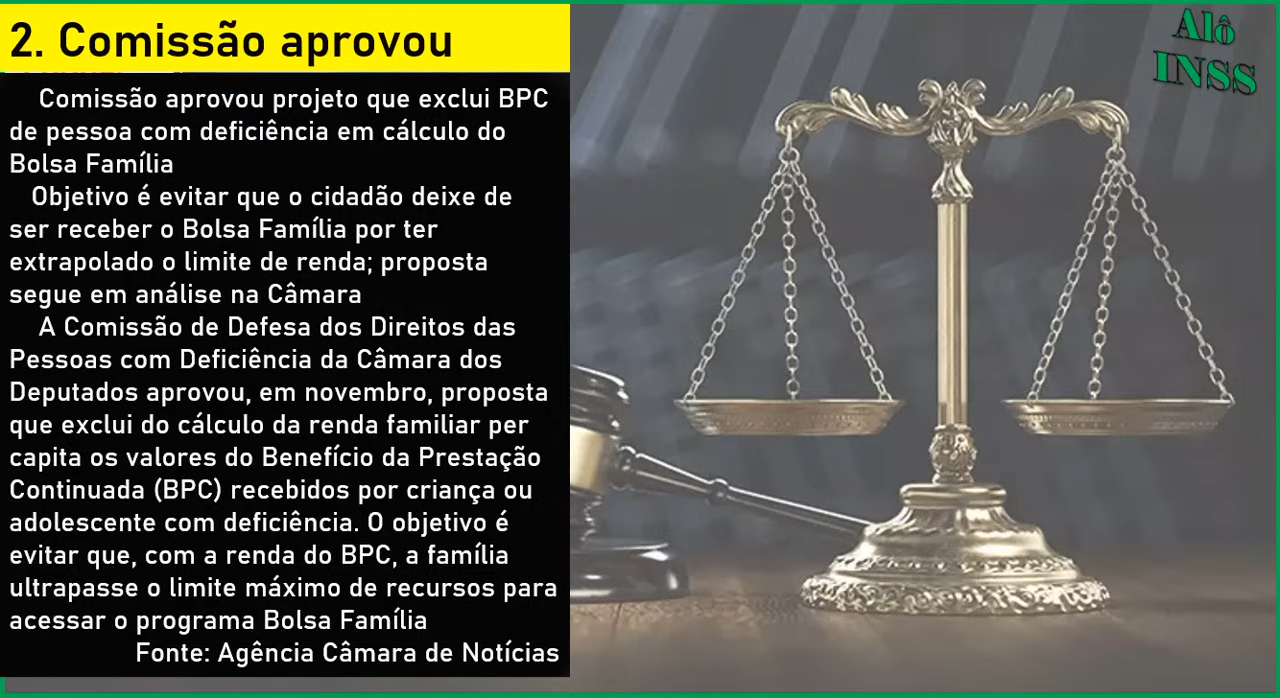 2. Comissão aprovou
Comissão aprovou projeto que exclui BPC
de pessoa com deficiência em cálculo do
Bolsa Família
Objetivo é evitar que o cidadão deixe de
ser receber o Bolsa Família por ter
extrapolado o limite de renda; proposta
segue em análise na Câmara
A Comissão de Defesa dos Direitos das
Pessoas com Deficiência da Câmara dos
Deputados aprovou, em novembro, proposta
que exclui do cálculo da renda familiar per
capita os valores do Benefício da Prestação
Continuada (BPC) recebidos por criança ou
adolescente com deficiência. O objetivo é
evitar que, com a renda do BPC, a família
ultrapasse o limite máximo de recursos para
acessar o programa Bolsa Família
Fonte: Agência Câmara de Notícias
Alô
INSS